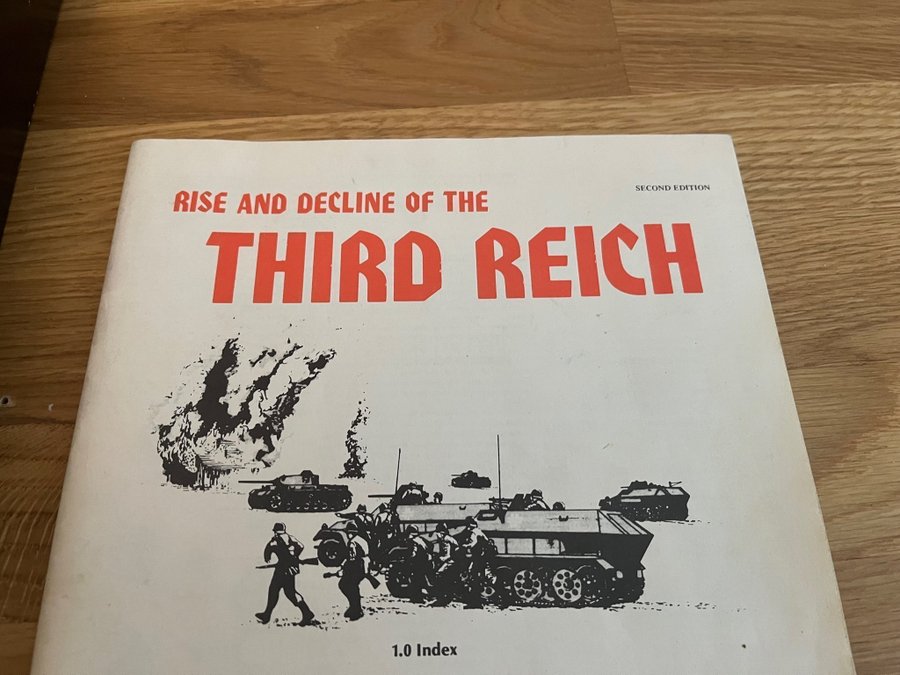 SECOND EDITION
RISE AND DECLINE OF THE
THIRD REICH
1.0 Index